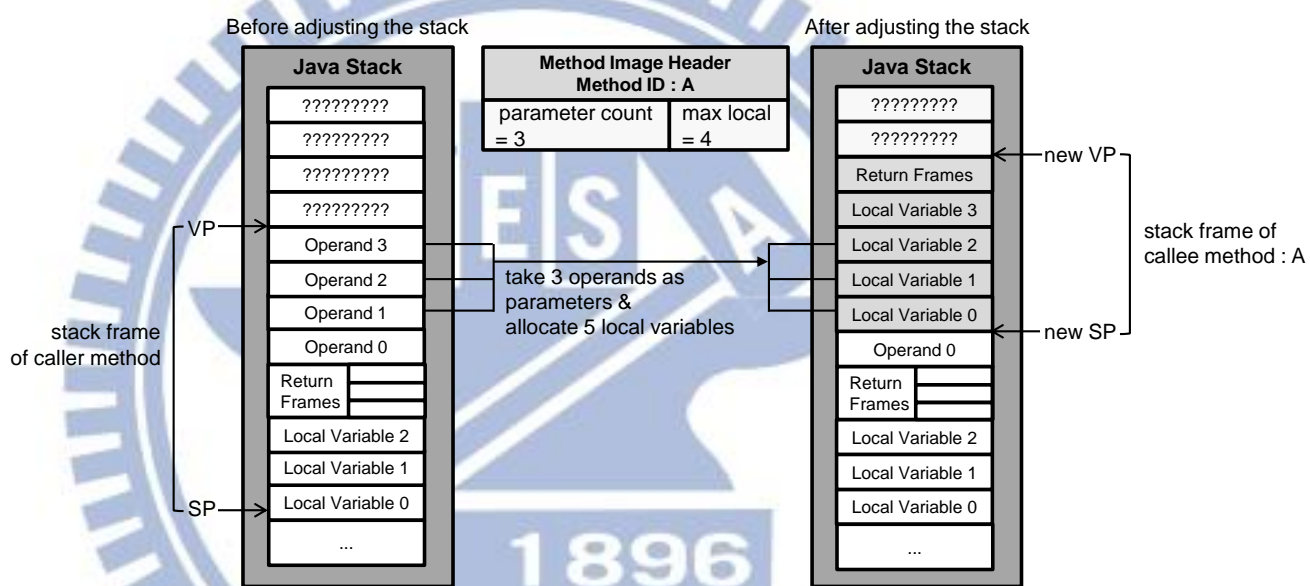 Before adjusting the stack
Java Stack
?????????
?????????
?????????
?????????
VP
Operand 3
Operand 2
Operand 1
Operand 0
Return
Frames
Local Variable 2
Local Variable 1
SP
Local Variable 0
...
stack frame
of caller method
Method Image Header
Method ID : A
parameter count
= 3
max local
= 4
take 3 operands as
parameters &
allocate 5 local variables
After adjusting the stack
Java Stack
?????????
?????????
new VP
Return Frames
Local Variable 3
Local Variable 2
Local Variable 1
Local Variable 0
new SP
Operand 0
Return
Frames
Local Variable 2
Local Variable 1
Local Variable 0
...
stack frame of
callee method : A
ESA
1896